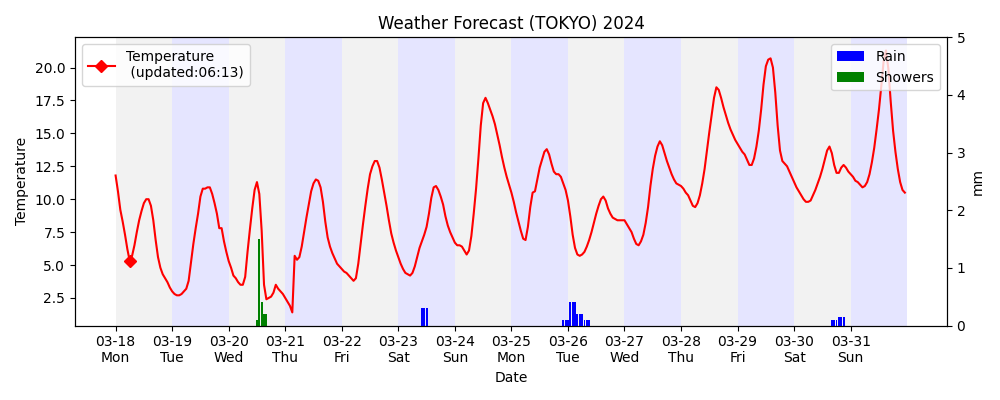 Weather Forecast (TOKYO) 2024
Temperature
(updated:06:13)
Rain
Showers
Temperature
20.0
17.5
15.0
12.5
10.0
7.5
5.0
2.5
5
4
3
2
1
0
mm
03-18 03-19 03-20 03-21 03-22 03-23 03-24 03-25 03-26 03-27 03-28 03-29 03-30 03-31
Mon Tue Wed Thu Fri Sat Sun Mon Tue Wed Thu Fri Sat Sun
Date